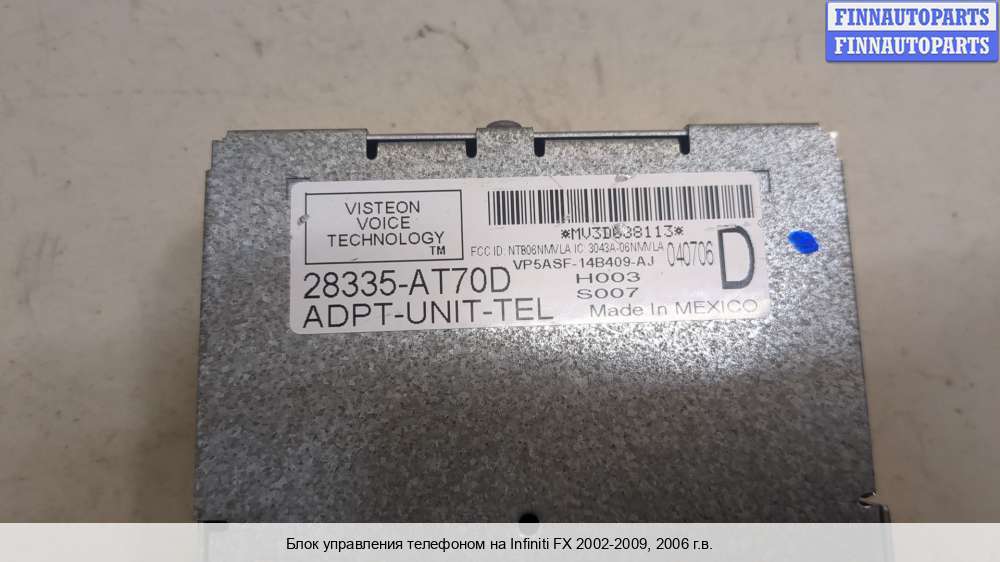 FINNAUTOPARTS
FINNAUTOPARTS
VISTEON
VOICE
TECHNOLOGY
TM
*MV3D638113*
FCC ID: NT806NMVLA IC 3043A-06NMVLA
VP5ASF-14B409-AJ
040706
D
28335-AT70D
H003
S007
ADPT-UNIT-TEL
Made In MEXICO
Блок управления телефоном на Infiniti FX 2002-2009, 2006 г.в.